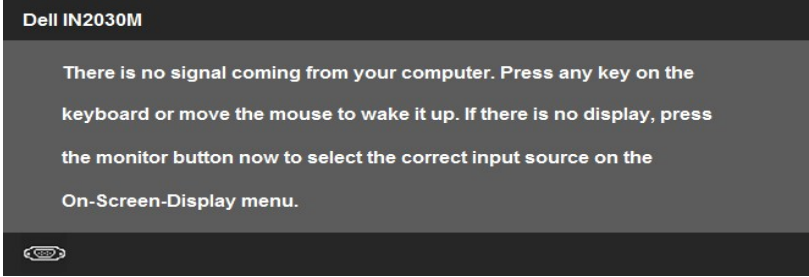 Dell IN2030M
There is no signal coming from your computer. Press any key on the
keyboard or move the mouse to wake it up. If there is no display, press
the monitor button now to select the correct input source on the
On-Screen-Display menu.